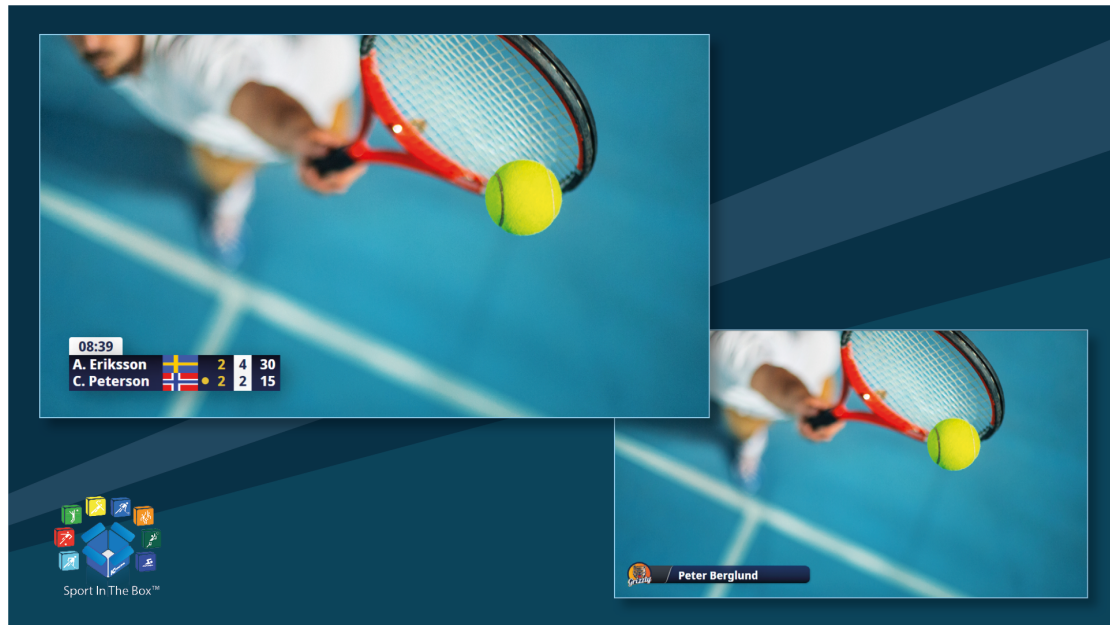 08:39
A. Eriksson 2 4 30
C. Peterson 2 2 15
Grizzly
Peter Berglund
Sport In The Box™